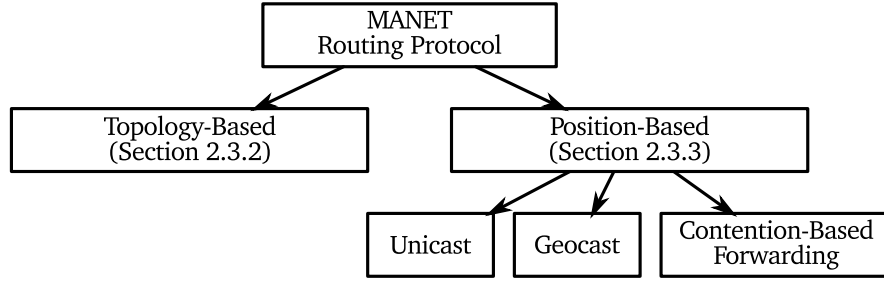 MANET
Routing Protocol
Topology-Based
(Section 2.3.2)
Position-Based
(Section 2.3.3)
Unicast
Geocast
Contention-Based
Forwarding